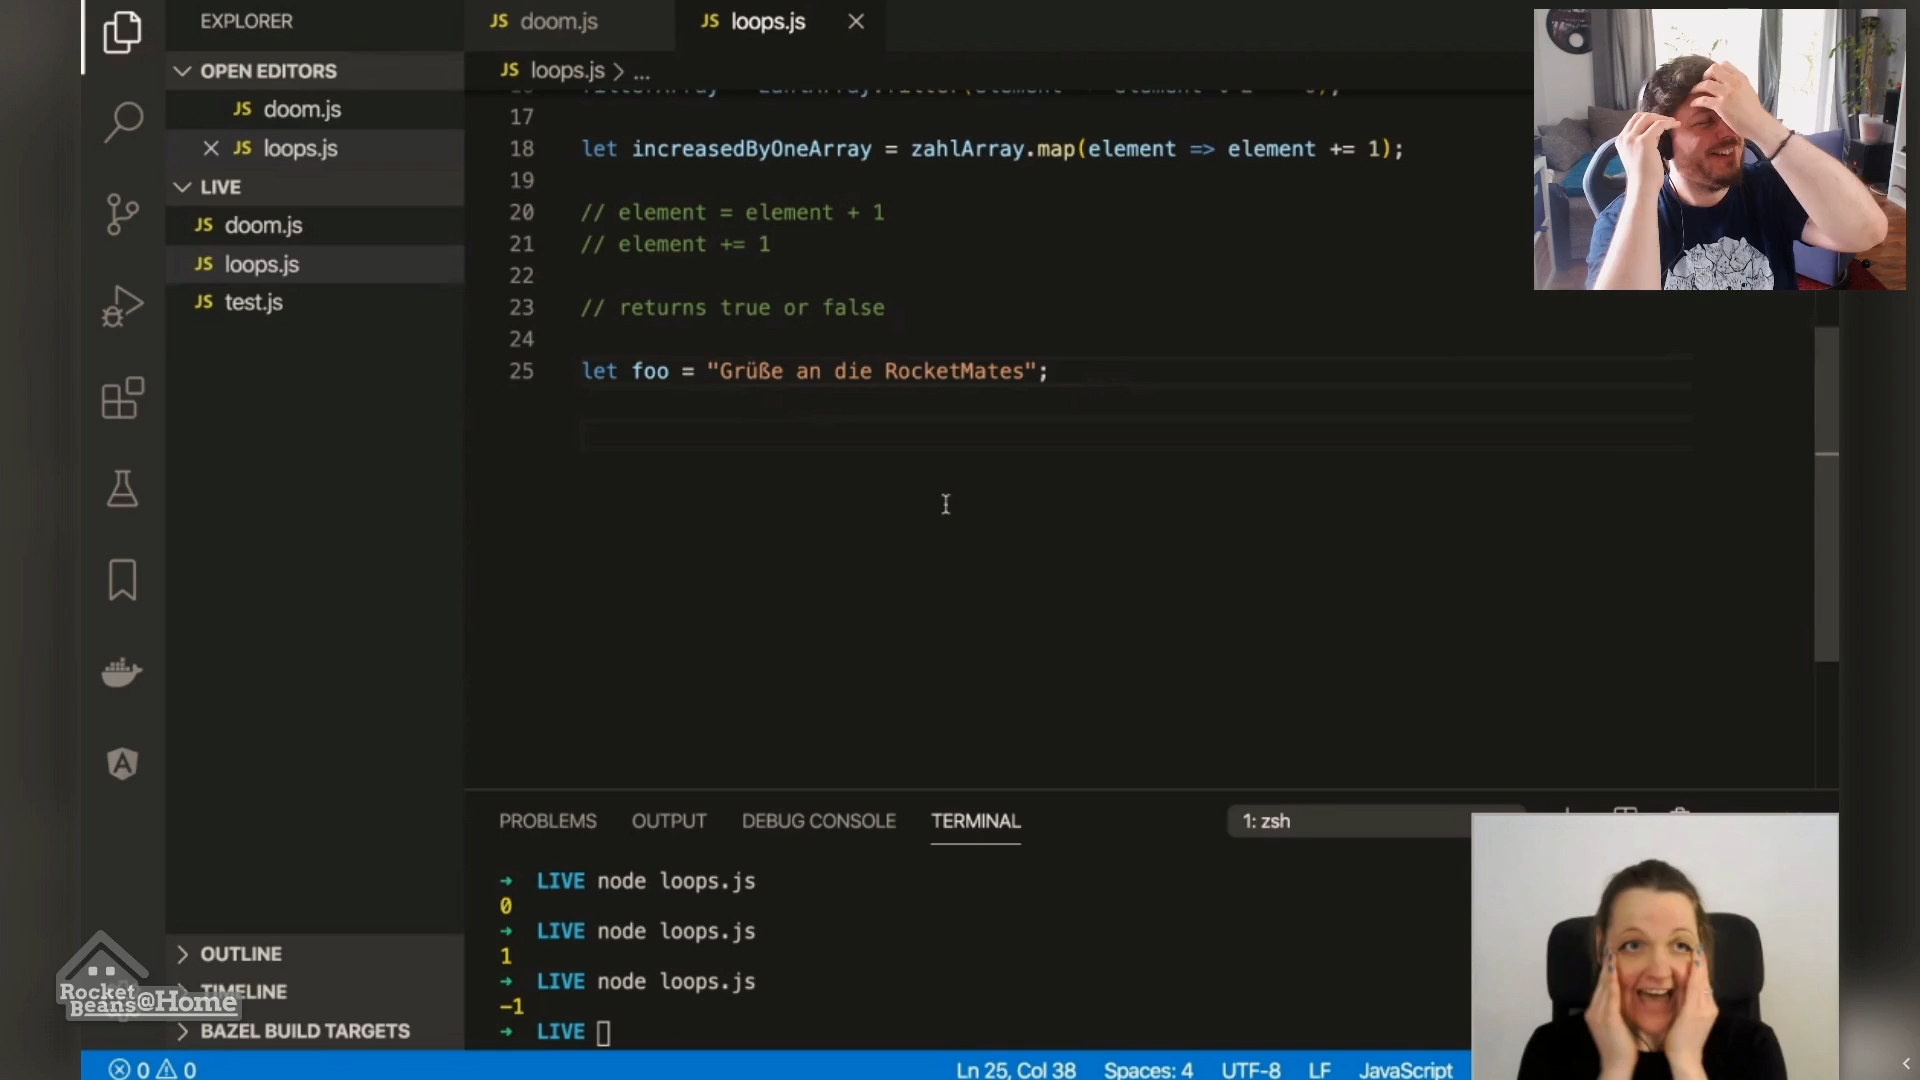 EXPLORER
OPEN EDITORS
JS doom.js
JS loops.js
LIVE
JS doom.js
JS loops.js
JS test.js
OUTLINE
TIMELINE
BAZEL BUILD TARGETS
JS doom.js
JS loops.js
JS loops.js > ...
17
18 let increasedByOneArray = zahlArray.map(element => element += 1);
19
20 // element = element + 1
21 // element += 1
22
23 // returns true or false
24
25 let foo = "Grüße an die RocketMates";
PROBLEMS OUTPUT DEBUG CONSOLE TERMINAL
1: zsh
➜ LIVE node loops.js
0
➜ LIVE node loops.js
1
➜ LIVE node loops.js
-1
➜ LIVE
Rocket
Beans@Home
0 0
Ln 25, Col 38 Spaces: 4 UTF-8 LF JavaScript